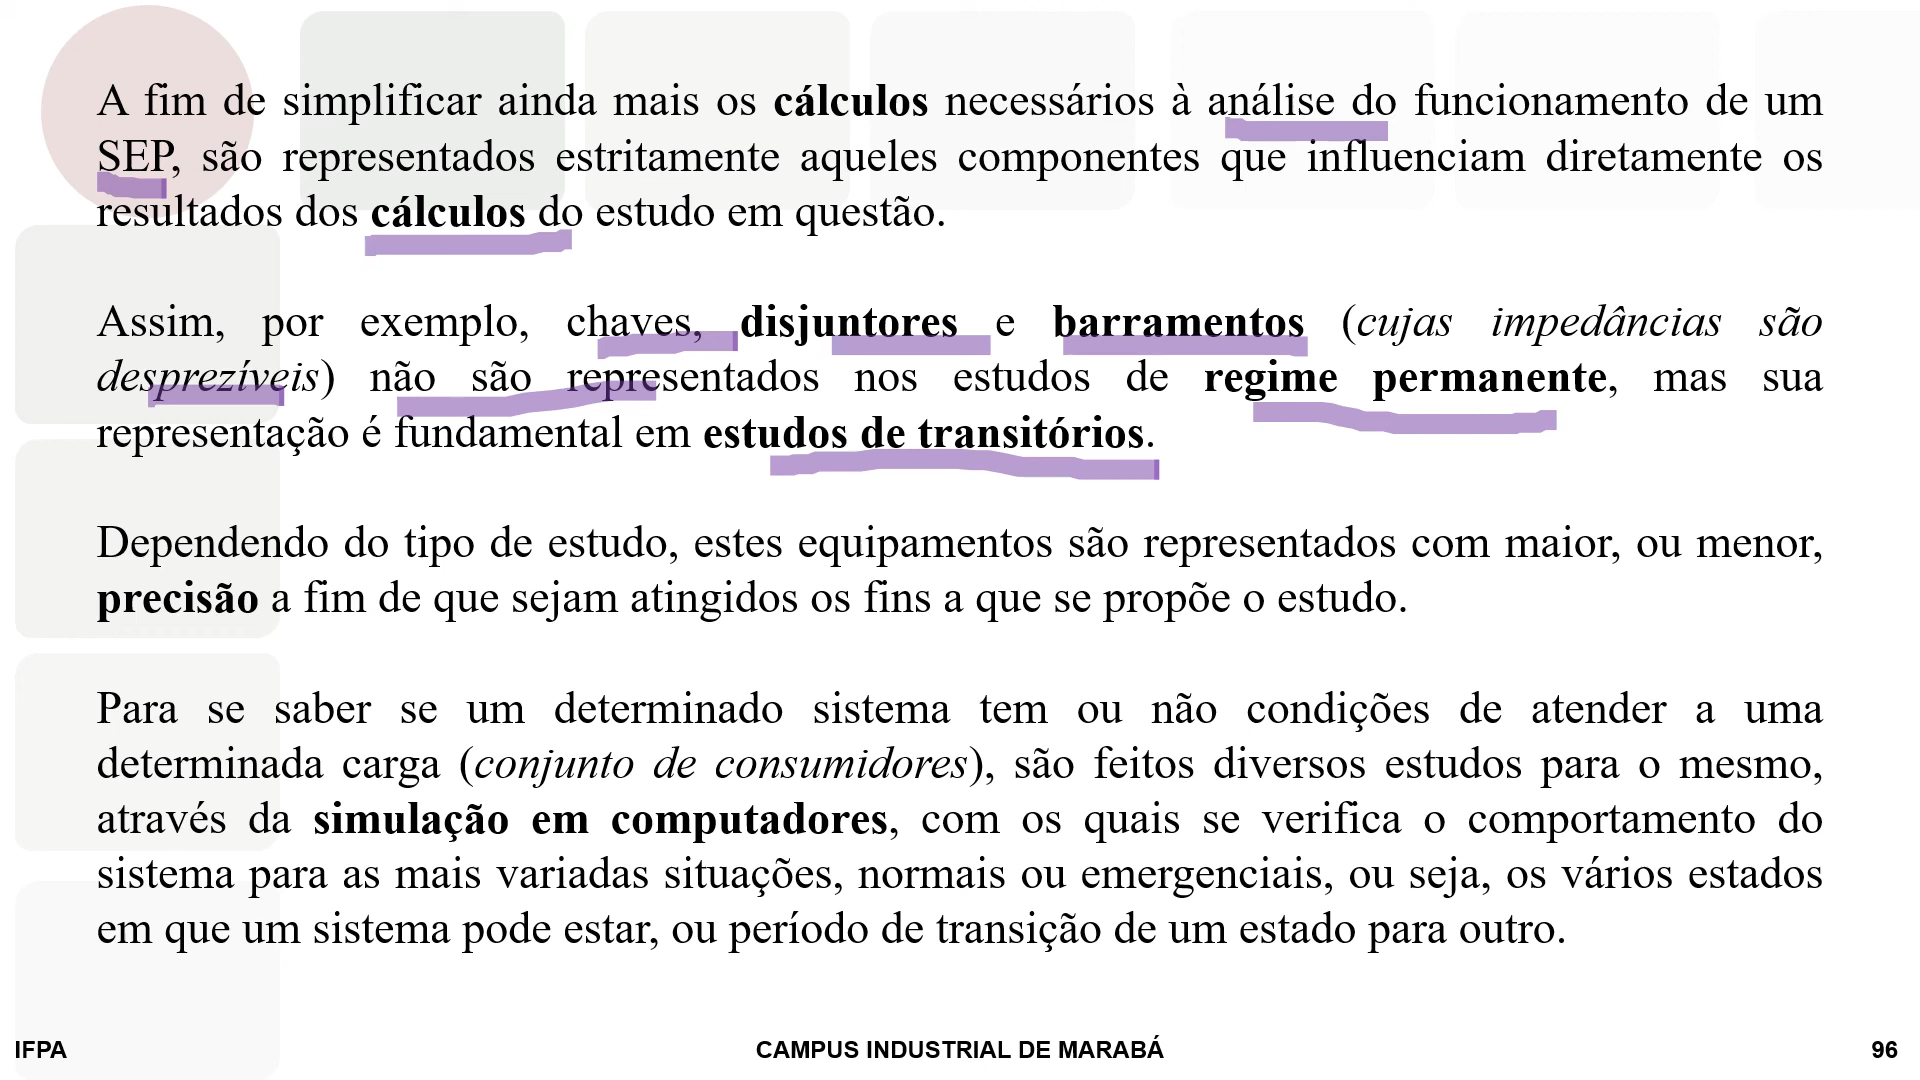 A fim de simplificar ainda mais os cálculos necessários à análise do funcionamento de um
SEP, são representados estritamente aqueles componentes que influenciam diretamente os
resultados dos cálculos do estudo em questão.
Assim, por exemplo, chaves, disjuntores e barramentos (cujas impedâncias são
desprezíveis) não são representados nos estudos de regime permanente, mas sua
representação é fundamental em estudos de transitórios.
Dependendo do tipo de estudo, estes equipamentos são representados com maior, ou menor,
precisão a fim de que sejam atingidos os fins a que se propõe o estudo.
Para se saber se um determinado sistema tem ou não condições de atender a uma
determinada carga (conjunto de consumidores), são feitos diversos estudos para o mesmo,
através da simulação em computadores, com os quais se verifica o comportamento do
sistema para as mais variadas situações, normais ou emergenciais, ou seja, os vários estados
em que um sistema pode estar, ou período de transição de um estado para outro.
IFPA
CAMPUS INDUSTRIAL DE MARABÁ
96